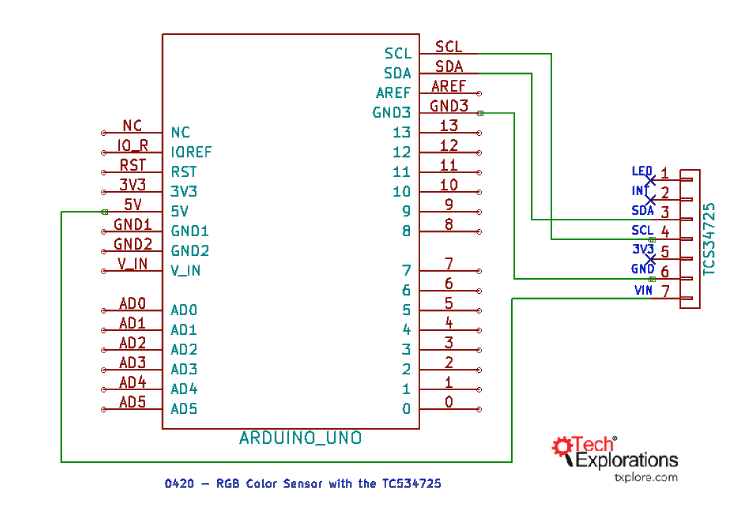 SCL SCL
SDA SDA
AREF AREF
GND3 GND3
NC NC 13 13
IO_R IOREF 12 12
RST RST 11 11
3V3 3V3 10 10
5V 5V 9 9
GND1 GND1 8 8
GND2 GND2
V_IN V_IN 7 7
6 6
AD0 AD0 5 5
AD1 AD1 4 4
AD2 AD2 3 3
AD3 AD3 2 2
AD4 AD4 1 1
AD5 AD5 0 0
ARDUINO_UNO
LED 1
INT 2
SDA 3
SCL 4
3V3 5
GND 6
VIN 7
TCS34725
Tech®
Explorations
txplore.com
0420 - RGB Color Sensor with the TCS34725